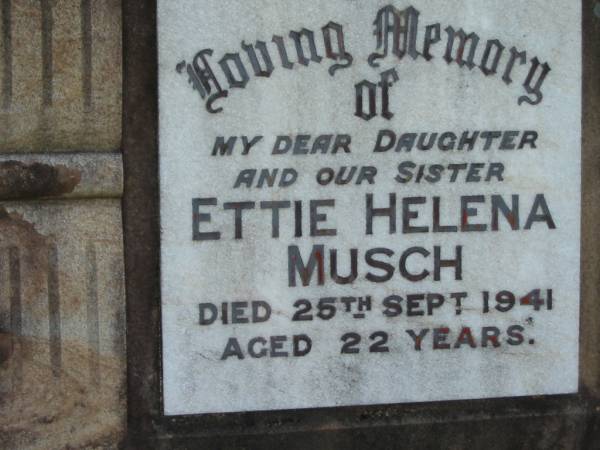 Loving Memory
of
MY DEAR DAUGHTER
AND OUR SISTER
ETTIE HELENA
MUSCH
DIED 25TH SEPT 1941
AGED 22 YEARS.